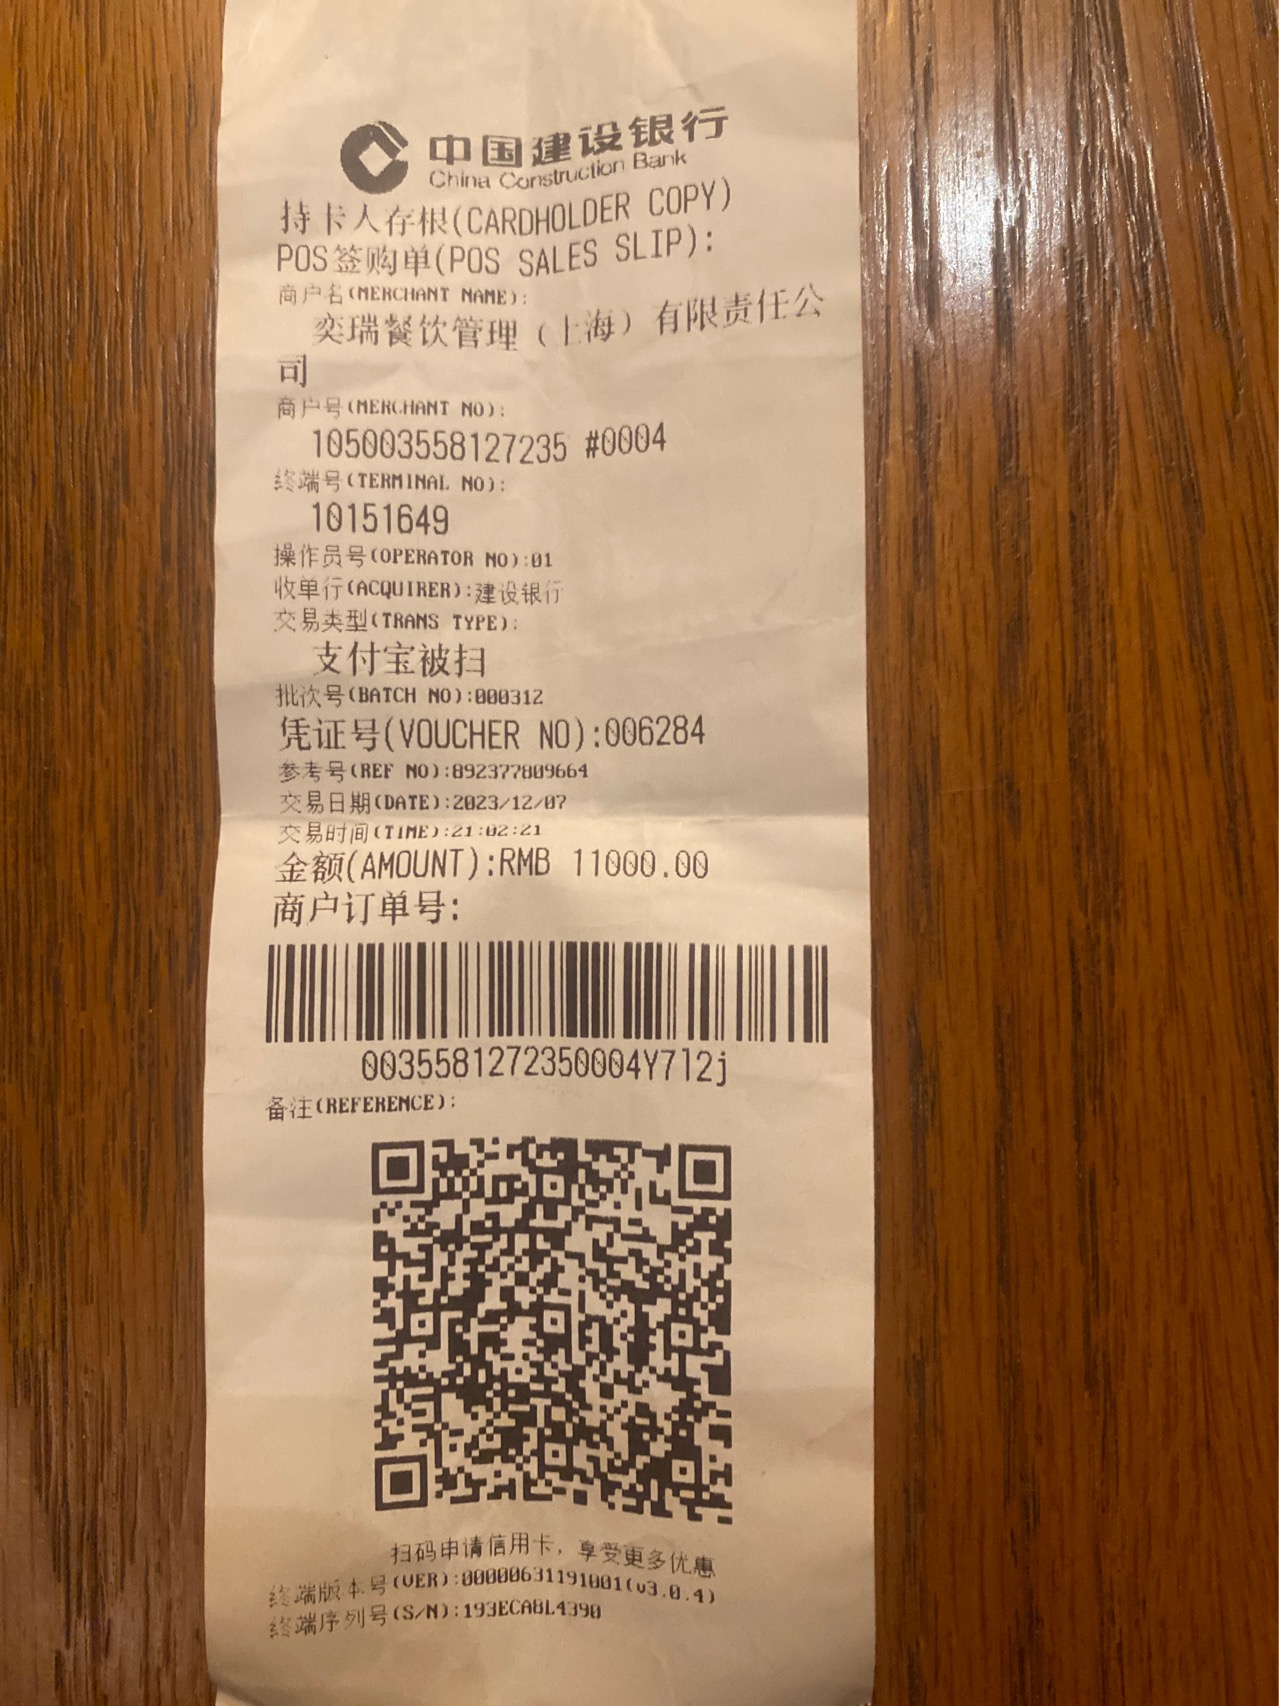 中国建设银行
China Construction Bank
持卡人存根(CARDHOLDER COPY)
POS签购单(POS SALES SLIP):
商户名(MERCHANT NAME):
奕瑞餐饮管理（上海）有限责任公
司
商户号(MERCHANT NO):
105003558127235 #0004
终端号(TERMINAL NO):
10151649
操作员号(OPERATOR NO):01
收单行(ACQUIRER):建设银行
交易类型(TRANS TYPE):
支付宝被扫
批次号(BATCH NO):000312
凭证号(VOUCHER NO):006284
参考号(REF NO):892377809664
交易日期(DATE):2023/12/07
交易时间(TIME):21:02:21
金额(AMOUNT):RMB 11000.00
商户订单号:
0035581272350004Y7l2j
备注(REFERENCE):
扫码申请信用卡，享受更多优惠
终端版本号(VER):00000631191001(v3.0.4)
终端序列号(S/N):193ECA8L4390